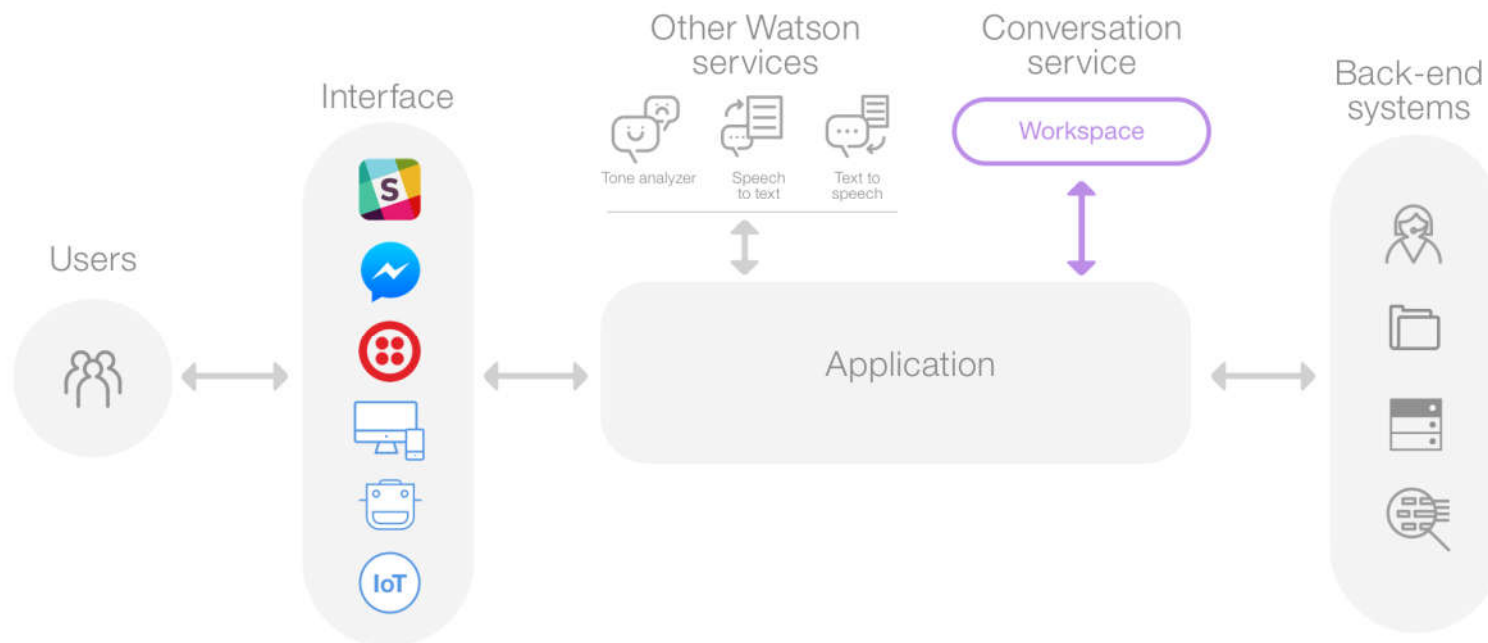 Other Watson
services
Conversation
service
Back-end
systems
Interface
Workspace
Tone analyzer
Speech
to text
Text to
speech
S
Users
Application
IoT